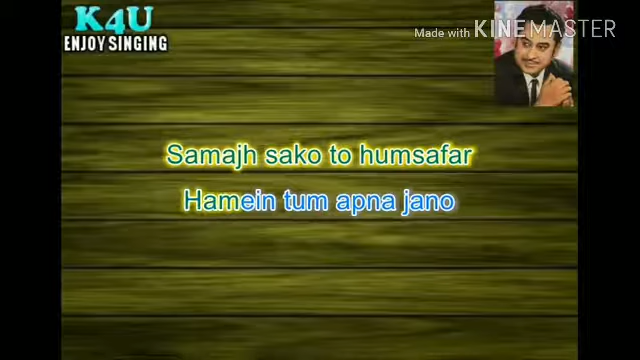 K4U
ENJOY SINGING
Made with KINEMASTER
Samajh sako to humsafar
Hamein tum apna jano